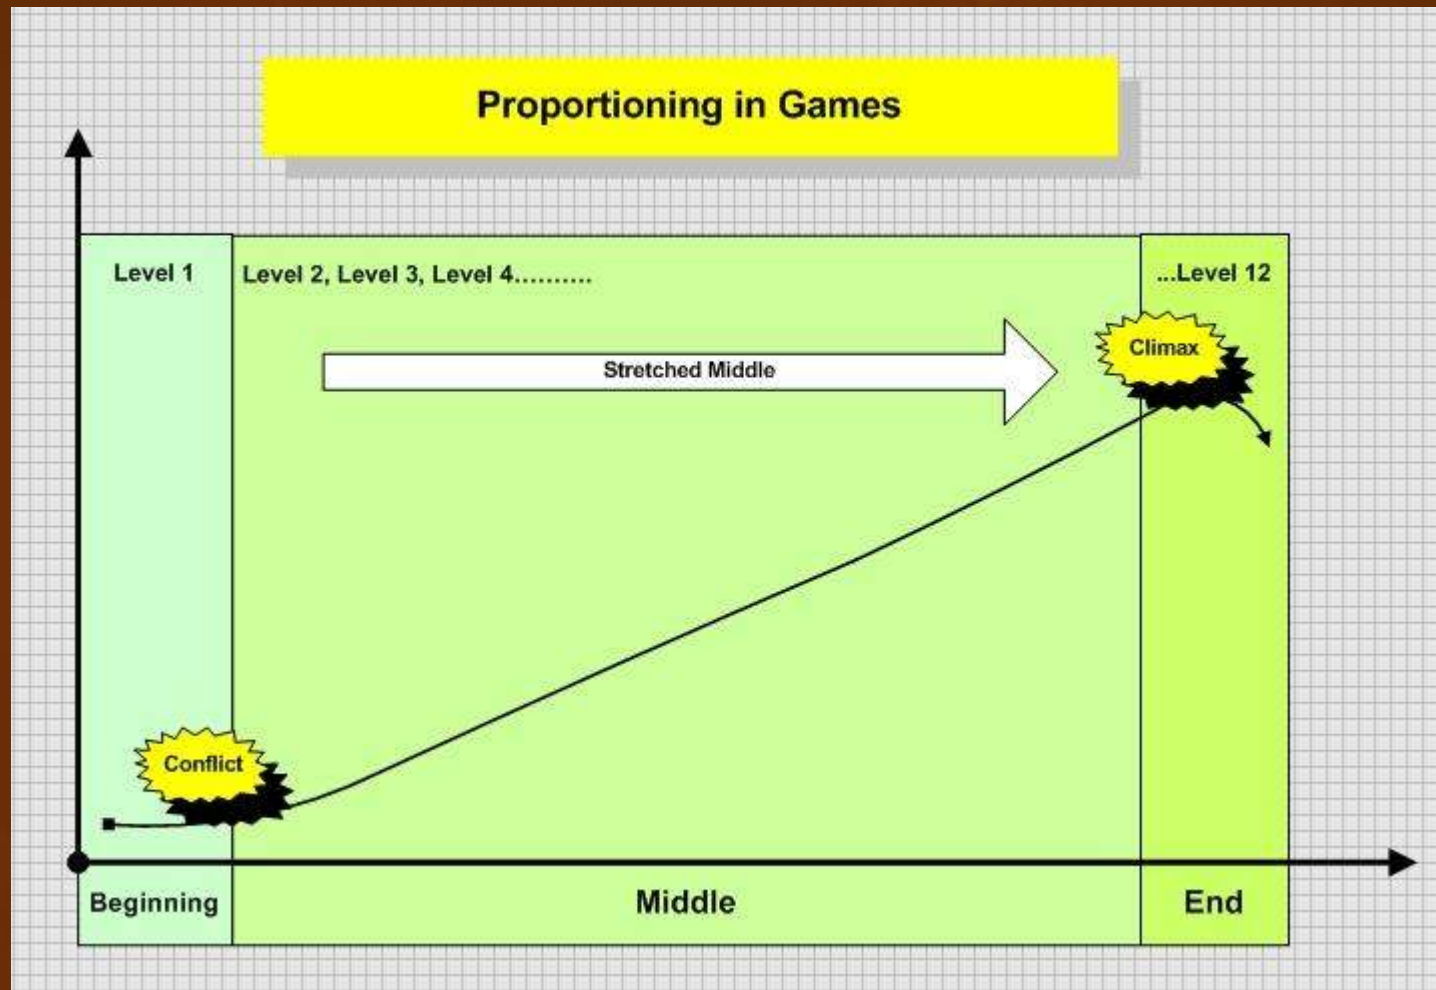 Proportioning in Games
Level 1
Level 2, Level 3, Level 4..........
...Level 12
Climax
Stretched Middle
Conflict
Beginning
Middle
End